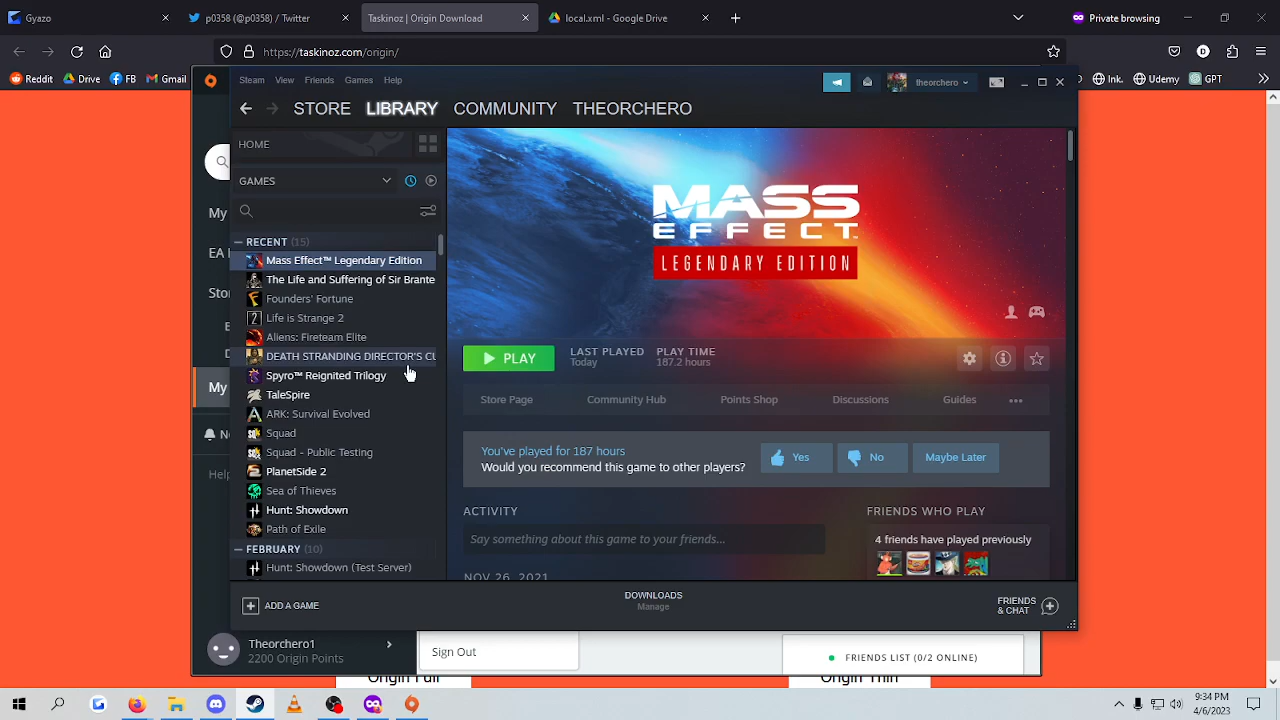 Gyazo
p0358 (@p0358) / Twitter
Taskinoz | Origin Download
local.xml - Google Drive
Private browsing
https://taskinoz.com/origin/
Reddit
Drive
FB
Gmail
Ink.
Udemy
GPT
Steam View Friends Games Help
theorchero
STORE LIBRARY COMMUNITY THEORCHERO
HOME
GAMES
RECENT (15)
Mass Effect™ Legendary Edition
The Life and Suffering of Sir Brante
Founders' Fortune
Life is Strange 2
Aliens: Fireteam Elite
DEATH STRANDING DIRECTOR'S CU
Spyro™ Reignited Trilogy
TaleSpire
ARK: Survival Evolved
Squad
Squad - Public Testing
PlanetSide 2
Sea of Thieves
Hunt: Showdown
Path of Exile
FEBRUARY (10)
Hunt: Showdown (Test Server)
My
EA
Stor
My
Help
MASS
EFFECT™
LEGENDARY EDITION
PLAY
LAST PLAYED
Today
PLAY TIME
187.2 hours
Store Page Community Hub Points Shop Discussions Guides
You've played for 187 hours
Would you recommend this game to other players?
Yes
No
Maybe Later
ACTIVITY
Say something about this game to your friends...
NOV 26, 2021
FRIENDS WHO PLAY
4 friends have played previously
ADD A GAME
DOWNLOADS
Manage
FRIENDS
& CHAT
Theorchero1
2200 Origin Points
Sign Out
FRIENDS LIST (0/2 ONLINE)
Origin Full
Origin Thin
9:34 PM
4/6/2023